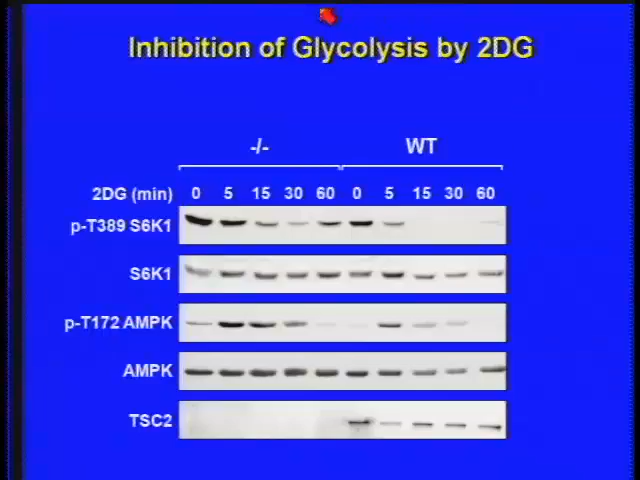 Inhibition of Glycolysis by 2DG
-/- WT
2DG (min) 0 5 15 30 60 0 5 15 30 60
p-T389 S6K1
S6K1
p-T172 AMPK
AMPK
TSC2